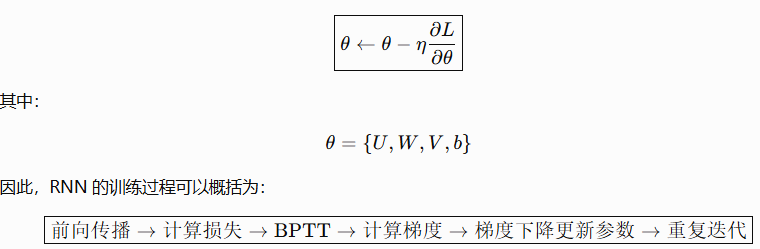 θ ← θ − η ∂L/∂θ
其中：
θ = {U, W, V, b}
因此，RNN 的训练过程可以概括为：
前向传播 → 计算损失 → BPTT → 计算梯度 → 梯度下降更新参数 → 重复迭代